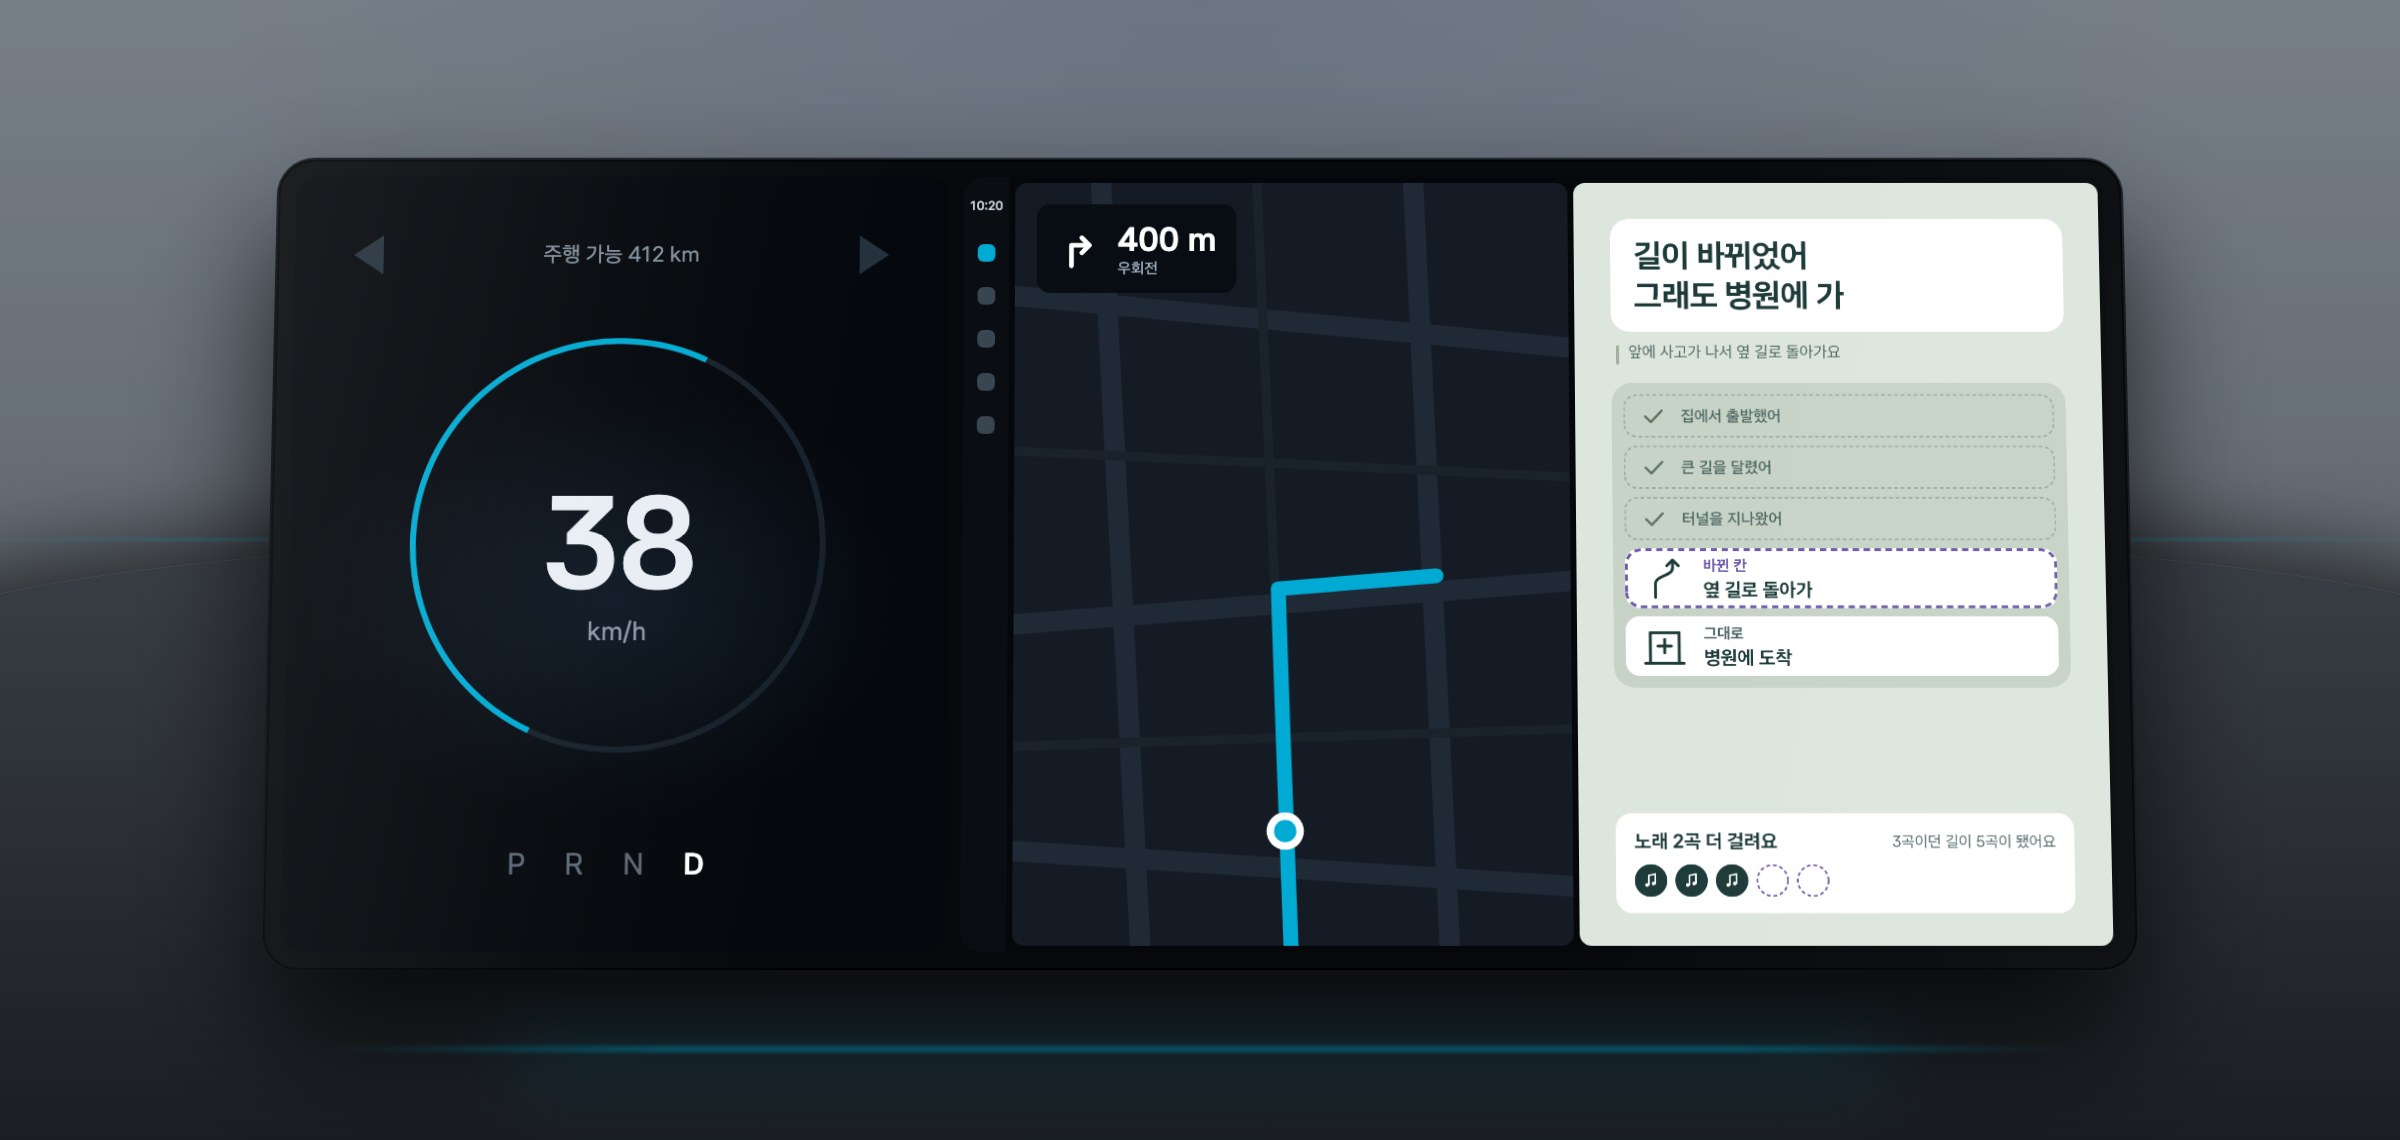 주행 가능 412 km
38
km/h
P R N D
10:20
400 m
우회전
길이 바뀌었어
그래도 병원에 가
앞에 사고가 나서 옆 길로 돌아가요
집에서 출발했어
큰 길을 달렸어
터널을 지나왔어
바뀐 칸
옆 길로 돌아가
그대로
병원에 도착
노래 2곡 더 걸려요
3곡이던 길이 5곡이 됐어요